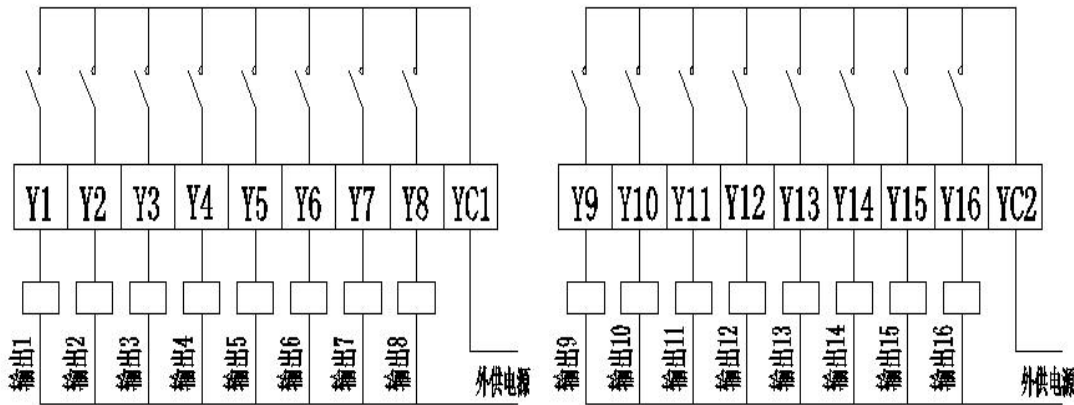 Y1 Y2 Y3 Y4 Y5 Y6 Y7 Y8 YC1
Y9 Y10 Y11 Y12 Y13 Y14 Y15 Y16 YC2
输出1
输出2
输出3
输出4
输出5
输出6
输出7
输出8
外供电源
输出9
输出10
输出11
输出12
输出13
输出14
输出15
输出16
外供电源